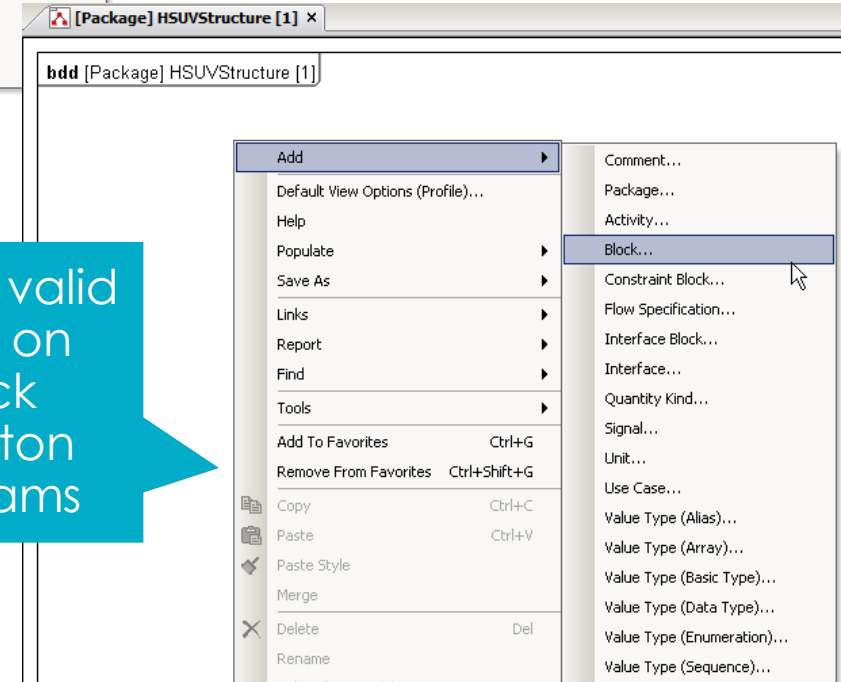 [Package] HSUVStructure [1] ×
bdd [Package] HSUVStructure [1]
Add
Default View Options (Profile)...
Help
Populate
Save As
Links
Report
Find
Tools
Add To Favorites Ctrl+G
Remove From Favorites Ctrl+Shift+G
Copy Ctrl+C
Paste Ctrl+V
Paste Style
Merge
Delete Del
Rename
Comment...
Package...
Activity...
Block...
Constraint Block...
Flow Specification...
Interface Block...
Interface...
Quantity Kind...
Signal...
Unit...
Use Case...
Value Type (Alias)...
Value Type (Array)...
Value Type (Basic Type)...
Value Type (Data Type)...
Value Type (Enumeration)...
Value Type (Sequence)...
valid
on
ck
ton
ams